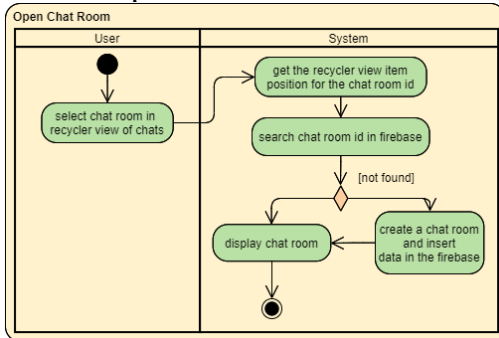 Open Chat Room
User
System
get the recycler view item
position for the chat room id
select chat room in
recycler view of chats
search chat room id in firebase
[not found]
display chat room
create a chat room
and insert
data in the firebase